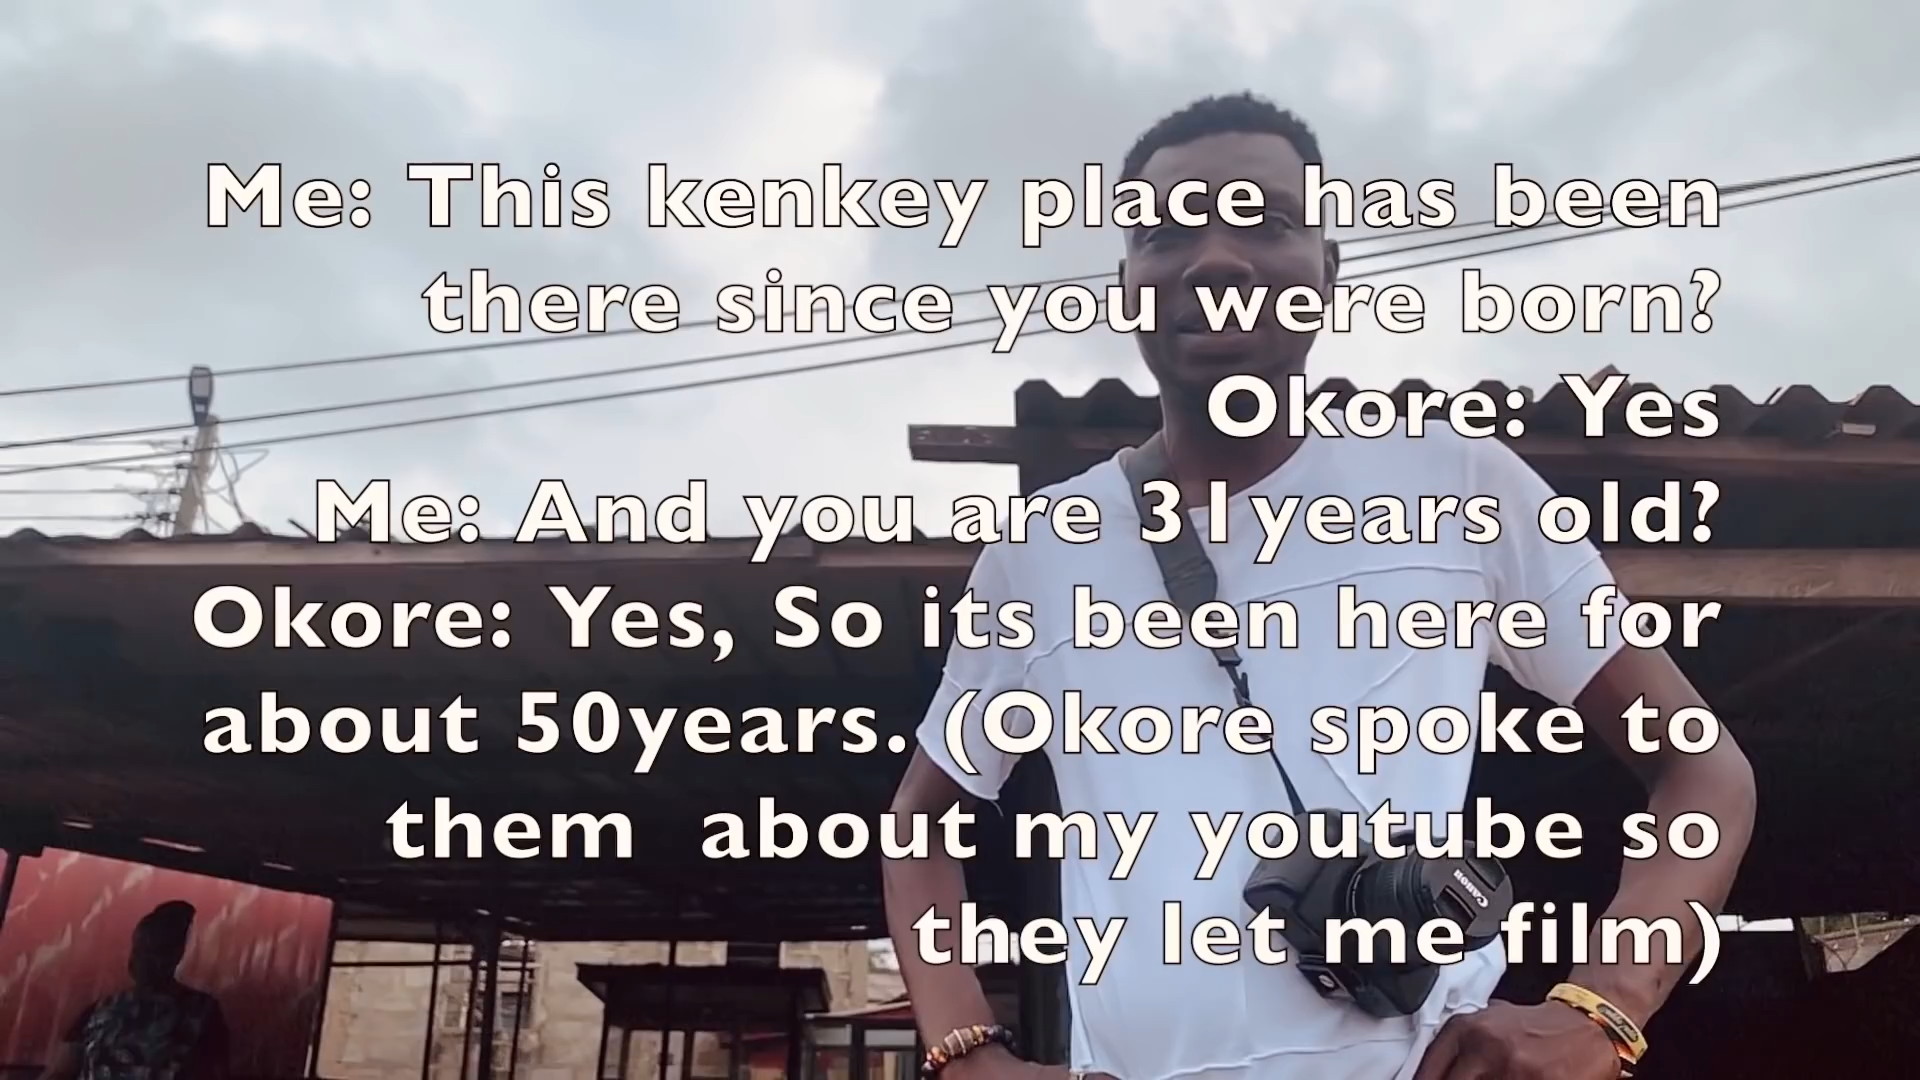 Me: This kenkey place has been
there since you were born?
Okore: Yes
Me: And you are 31years old?
Okore: Yes, So its been here for
about 50years. (Okore spoke to
them  about my youtube so
they let me film)
Canon